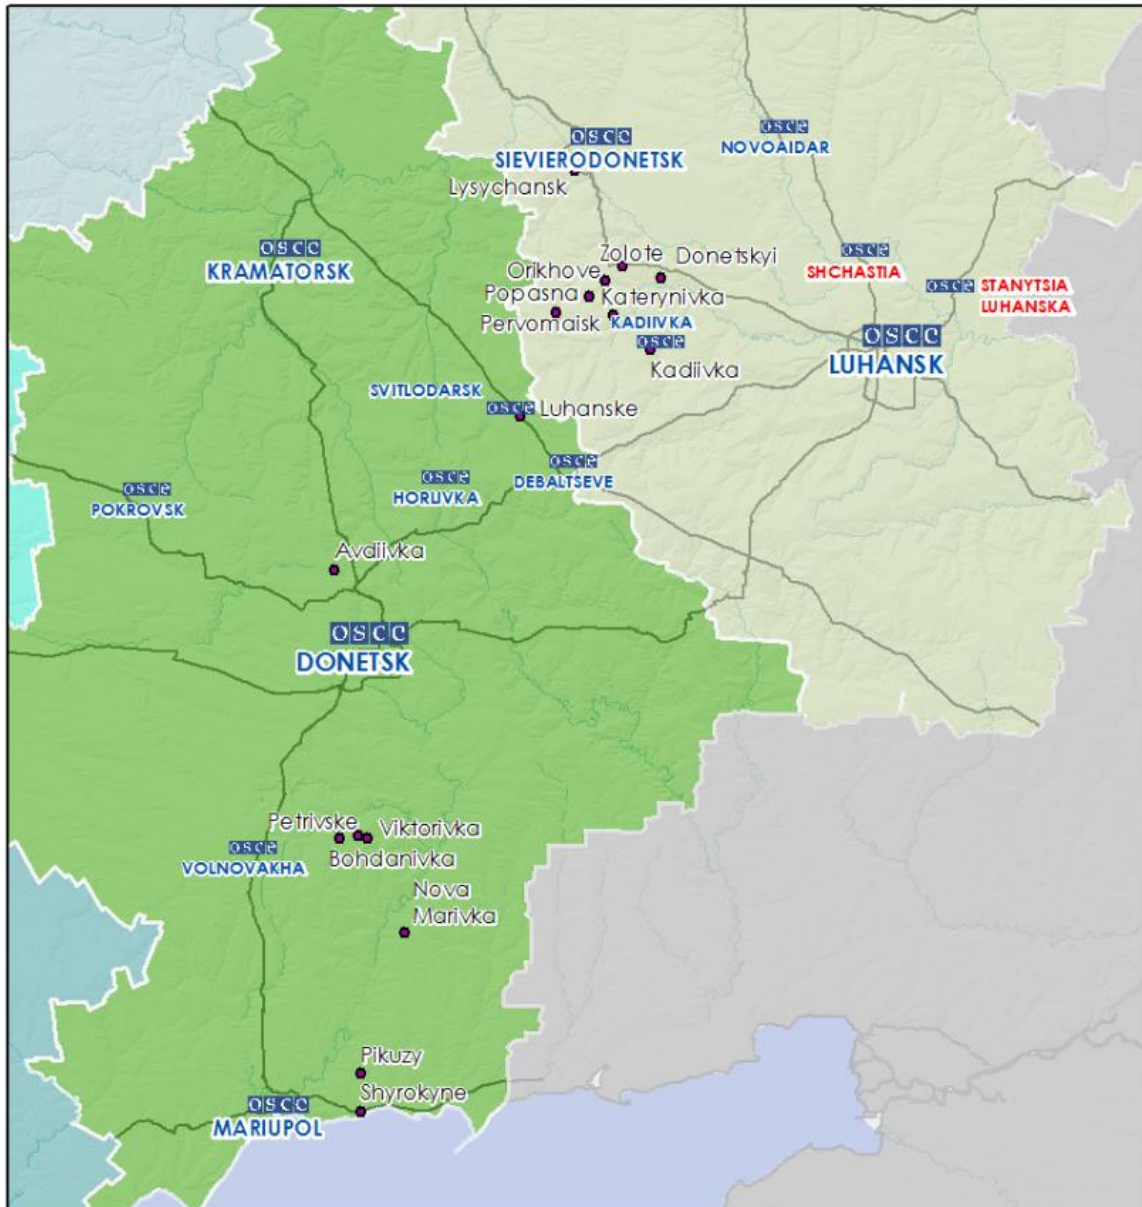 OSCE
SIEVIERODONETSK
Lysychansk
osce
NOVOAIDAR
OSCE
KRAMATORSK
Zolote
Donetskyi
Orikhove
Popasna
Katerynivka
Pervomaisk
KADIIVKA
osce
Kadiivka
osce
SHCHASTIA
osce
STANYTSIA
LUHANSKA
OSCE
LUHANSK
SVITLODARSK
osce
Luhanske
osce
DEBALTSEVE
osce
HORLIVKA
osce
POKROVSK
Avdiivka
OSCE
DONETSK
Petrivske
Viktorivka
Bohdanivka
osce
VOLNOVAKHA
Nova
Marivka
Pikuzy
Shyrokyne
OSCE
MARIUPOL